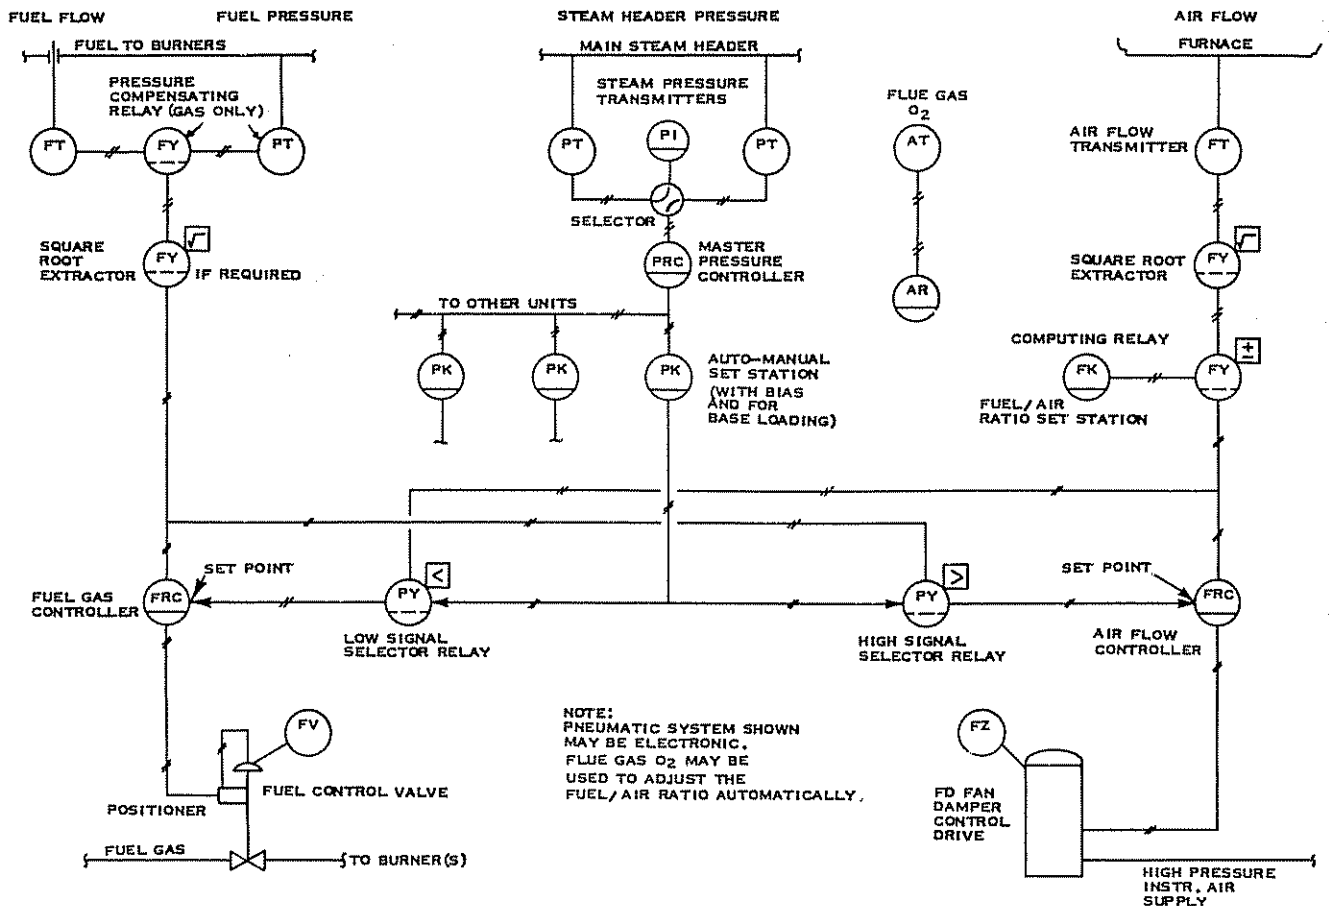 FUEL FLOW
FUEL PRESSURE
STEAM HEADER PRESSURE
AIR FLOW
FUEL TO BURNERS
MAIN STEAM HEADER
FURNACE
PRESSURE
COMPENSATING
RELAY (GAS ONLY)
STEAM PRESSURE
TRANSMITTERS
FLUE GAS
O2
AIR FLOW
TRANSMITTER
FT
FY
PT
PT
PI
PT
AT
FT
SELECTOR
SQUARE
ROOT
EXTRACTOR
FY
√
IF REQUIRED
PRC
MASTER
PRESSURE
CONTROLLER
AR
SQUARE ROOT
EXTRACTOR
FY
√
TO OTHER UNITS
COMPUTING RELAY
PK
PK
PK
AUTO-MANUAL
SET STATION
(WITH BIAS
AND FOR
BASE LOADING)
FK
FY
±
FUEL/AIR
RATIO SET STATION
SET POINT
SET POINT
FUEL GAS
CONTROLLER
FRC
PY
<
PY
>
FRC
LOW SIGNAL
SELECTOR RELAY
HIGH SIGNAL
SELECTOR RELAY
AIR FLOW
CONTROLLER
FV
FZ
NOTE:
PNEUMATIC SYSTEM SHOWN
MAY BE ELECTRONIC.
FLUE GAS O2 MAY BE
USED TO ADJUST THE
FUEL/AIR RATIO AUTOMATICALLY.
POSITIONER
FUEL CONTROL VALVE
FD FAN
DAMPER
CONTROL
DRIVE
FUEL GAS
TO BURNER(S)
HIGH PRESSURE
INSTR. AIR
SUPPLY